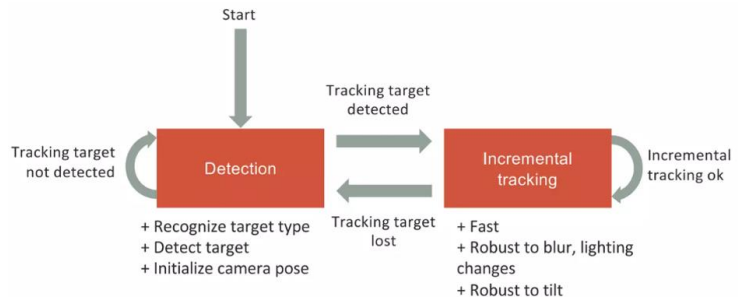 Start
Tracking target
detected
Tracking target
not detected
Detection
Incremental
tracking
Incremental
tracking ok
Tracking target
lost
+ Recognize target type
+ Detect target
+ Initialize camera pose
+ Fast
+ Robust to blur, lighting
changes
+ Robust to tilt